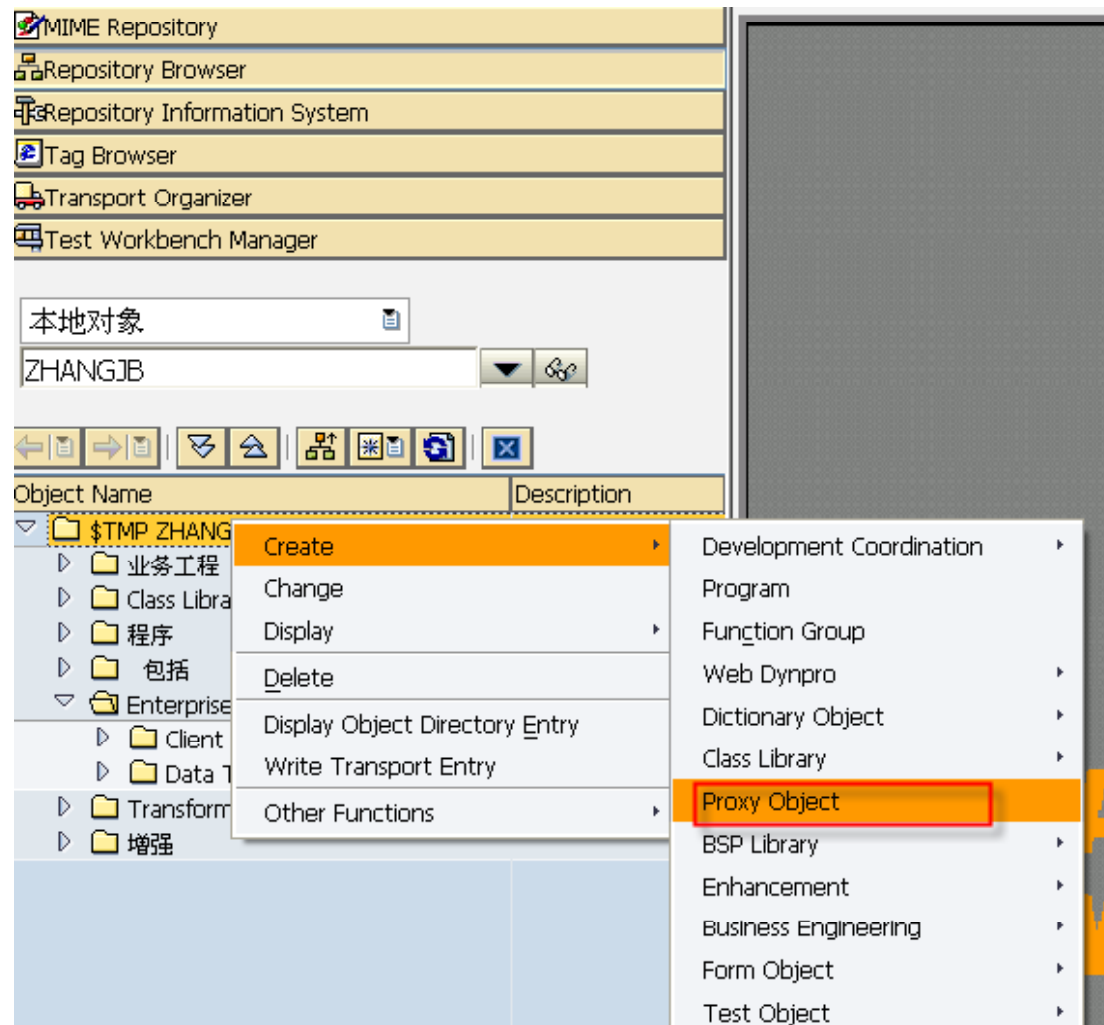 MIME Repository
Repository Browser
Repository Information System
Tag Browser
Transport Organizer
Test Workbench Manager
本地对象
ZHANGJB
Object Name Description
$TMP ZHANG
业务工程
Class Libra
程序
包括
Enterprise
Client
Data T
Transform
增强
Create
Change
Display
Delete
Display Object Directory Entry
Write Transport Entry
Other Functions
Development Coordination
Program
Function Group
Web Dynpro
Dictionary Object
Class Library
Proxy Object
BSP Library
Enhancement
Business Engineering
Form Object
Test Object